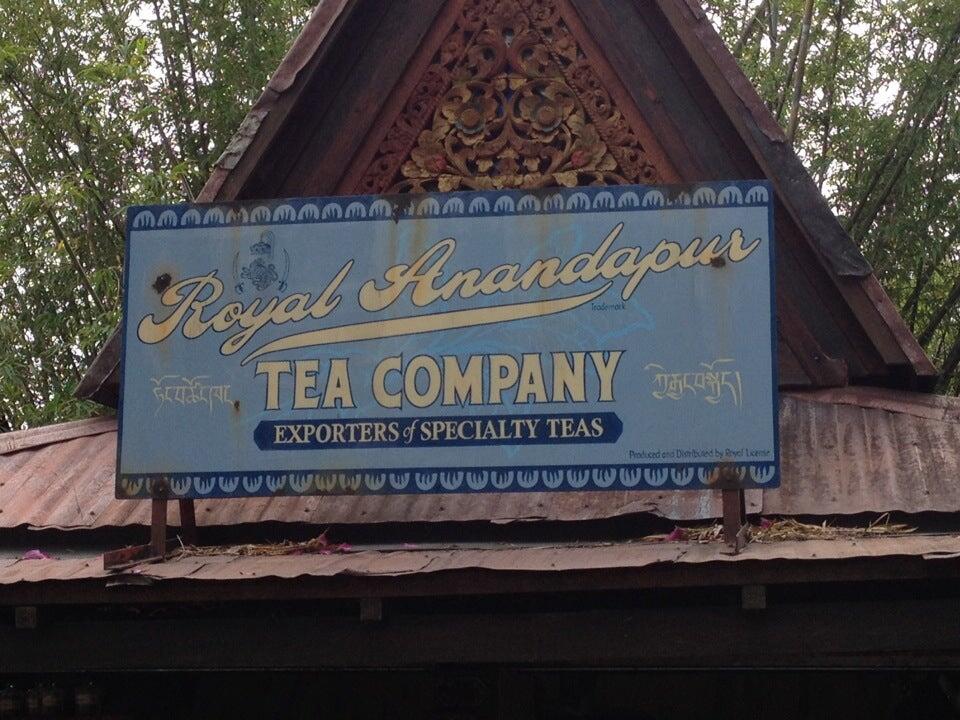 Royal Anandapur
Trademark
TEA COMPANY
EXPORTERS of SPECIALTY TEAS
Produced and Distributed by Royal License